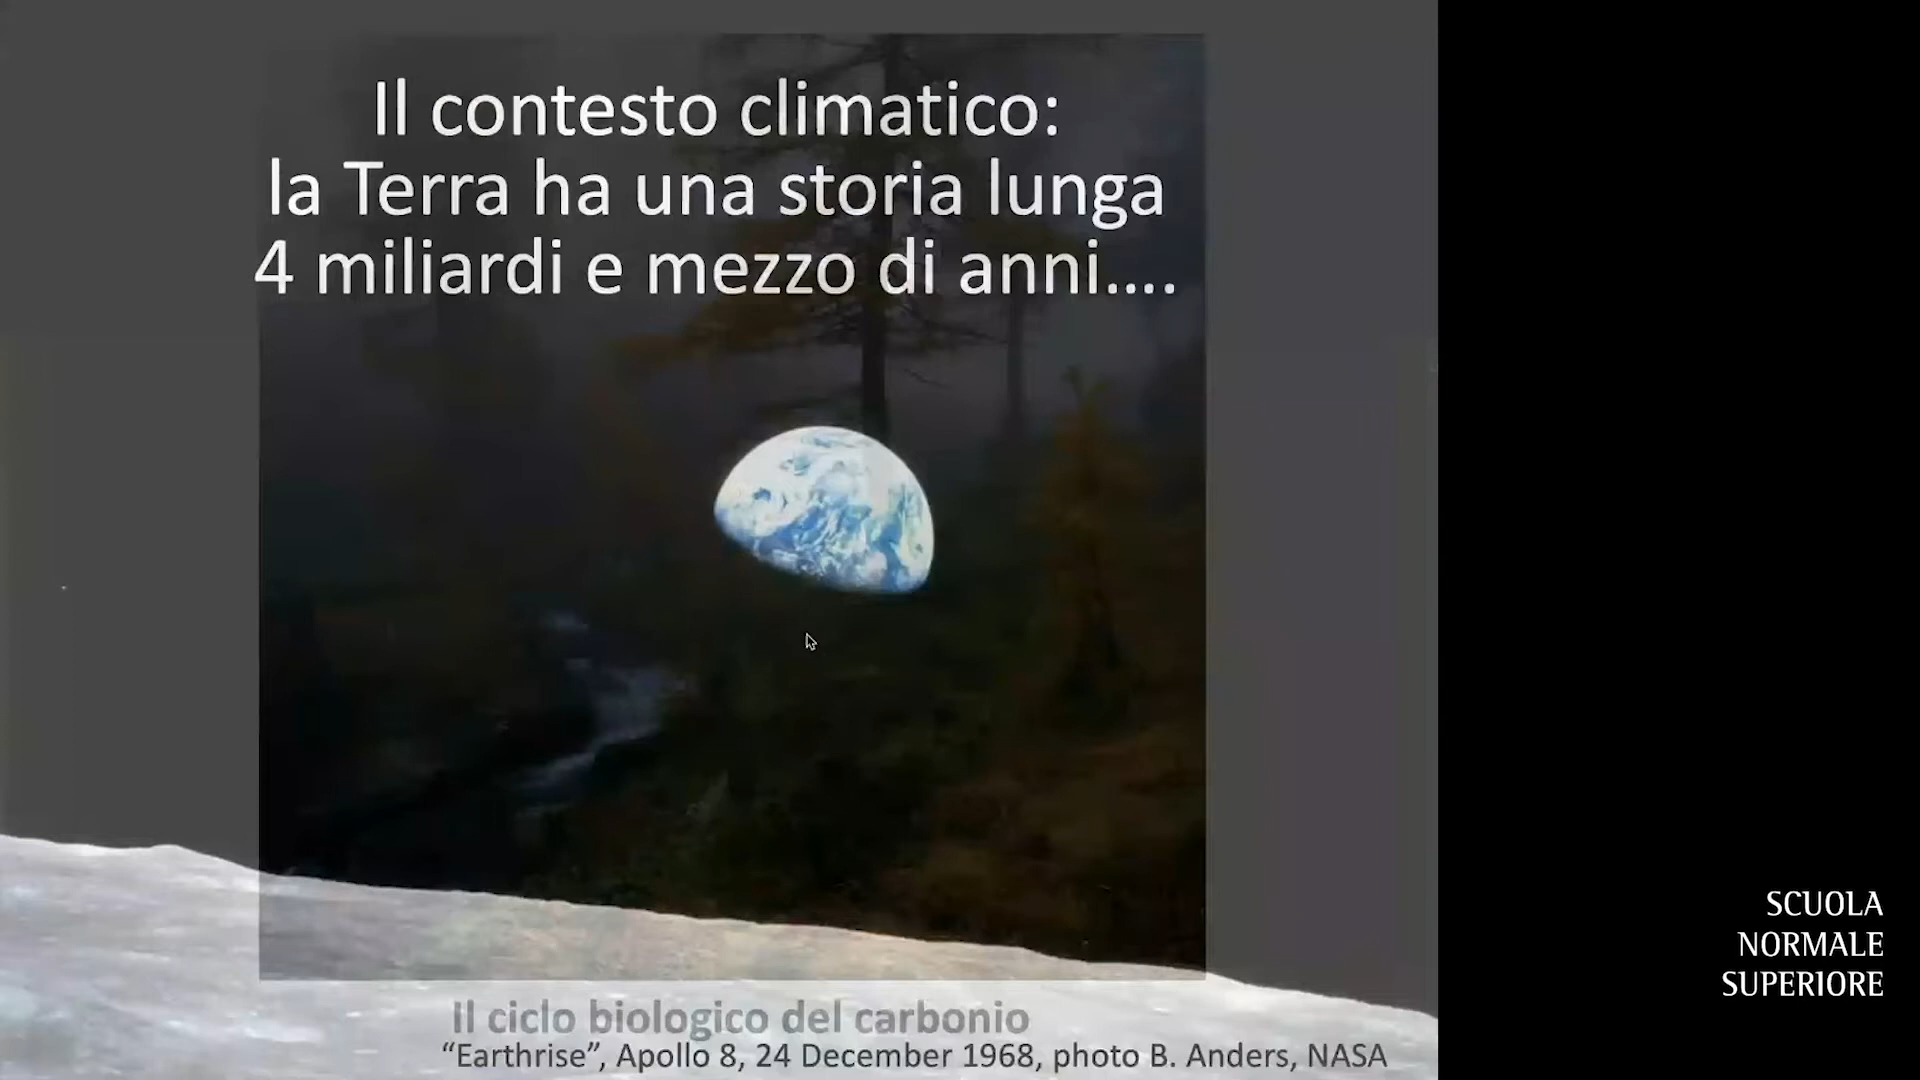 Il contesto climatico:
la Terra ha una storia lunga
4 miliardi e mezzo di anni....
Il ciclo biologico del carbonio
“Earthrise”, Apollo 8, 24 December 1968, photo B. Anders, NASA
SCUOLA
NORMALE
SUPERIORE